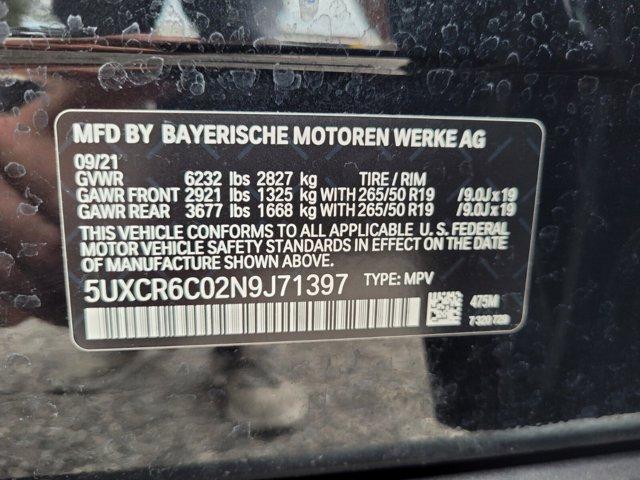 MFD BY BAYERISCHE MOTOREN WERKE AG
09/21
GVWR 6232 lbs 2827 kg TIRE / RIM
GAWR FRONT 2921 lbs 1325 kg WITH 265/50 R19 /9.0Jx19
GAWR REAR 3677 lbs 1668 kg WITH 265/50 R19 /9.0Jx19
THIS VEHICLE CONFORMS TO ALL APPLICABLE U. S. FEDERAL
MOTOR VEHICLE SAFETY STANDARDS IN EFFECT ON THE
DATE OF MANUFACTURE SHOWN ABOVE.
5UXCR6C02N9J71397 TYPE: MPV
475M
7 320 720